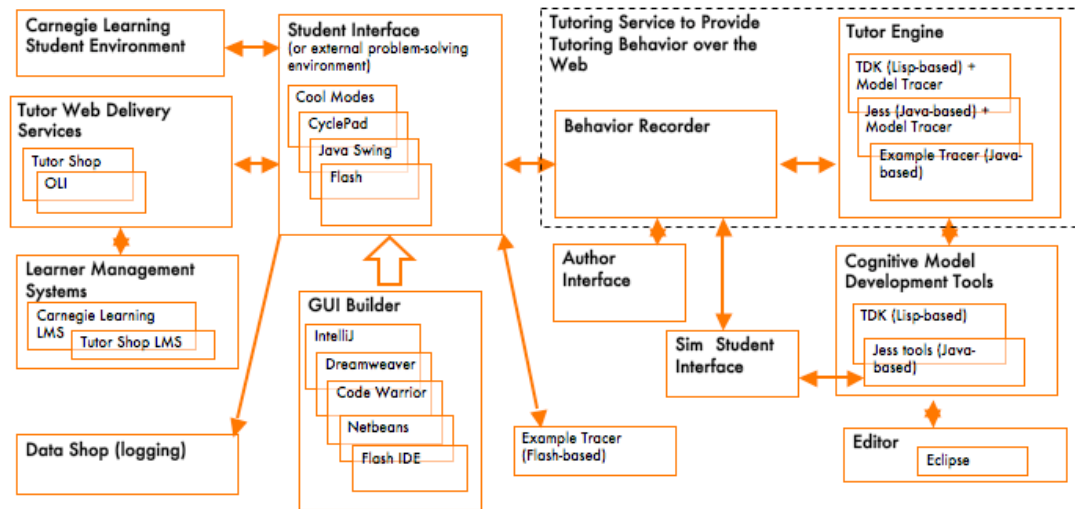 Carnegie Learning
Student Environment
Student Interface
(or external problem-solving
environment)
Cool Modes
CyclePad
Java Swing
Flash
Tutoring Service to Provide
Tutoring Behavior over the
Web
Behavior Recorder
Tutor Engine
TDK (Lisp-based) +
Model Tracer
Jess (Java-based) +
Model Tracer
Example Tracer (Java-
based)
Tutor Web Delivery
Services
Tutor Shop
OLI
Learner Management
Systems
Carnegie Learning
LMS
Tutor Shop LMS
GUI Builder
IntelliJ
Dreamweaver
Code Warrior
Netbeans
Flash IDE
Author
Interface
Sim Student
Interface
Cognitive Model
Development Tools
TDK (Lisp-based)
Jess tools (Java-
based)
Data Shop (logging)
Example Tracer
(Flash-based)
Editor
Eclipse